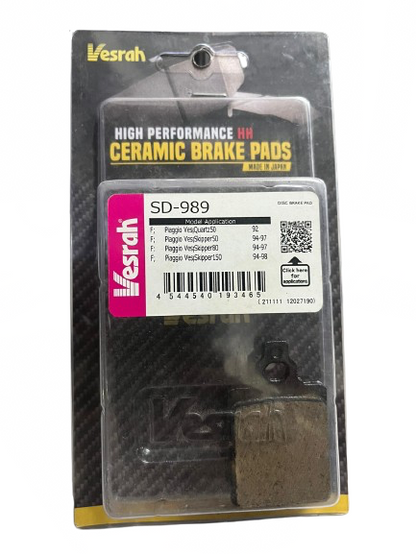 Vesrah
HIGH PERFORMANCE HH
CERAMIC BRAKE PADS
MADE IN JAPAN
Vesrah
SD-989
DISC BRAKE PAD
Model Application
F; Piaggio Ves;Quartz50 92
F; Piaggio Ves;Skipper50 94-97
F; Piaggio Ves;Skipper80 94-97
F; Piaggio Ves;Skipper150 94-98
Click here
for
applications
4 544540 193465
(211111 12027190)
Vesrah
Vesrah